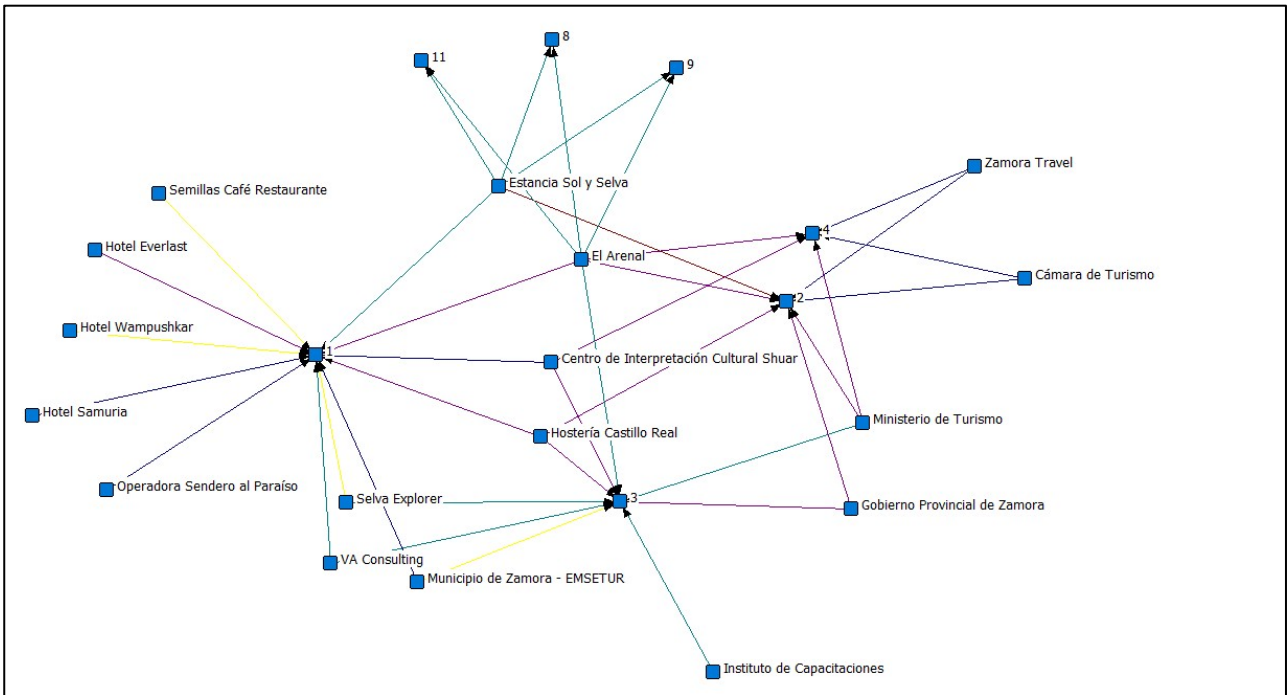 8
11
9
Zamora Travel
Estancia Sol y Selva
Semillas Café Restaurante
4
Hotel Everlast
El Arenal
Cámara de Turismo
2
Hotel Wampushkar
1
Centro de Interpretación Cultural Shuar
Hotel Samuria
Ministerio de Turismo
Hostería Castillo Real
Operadora Sendero al Paraíso
3
Selva Explorer
Gobierno Provincial de Zamora
VA Consulting
Municipio de Zamora - EMSETUR
Instituto de Capacitaciones